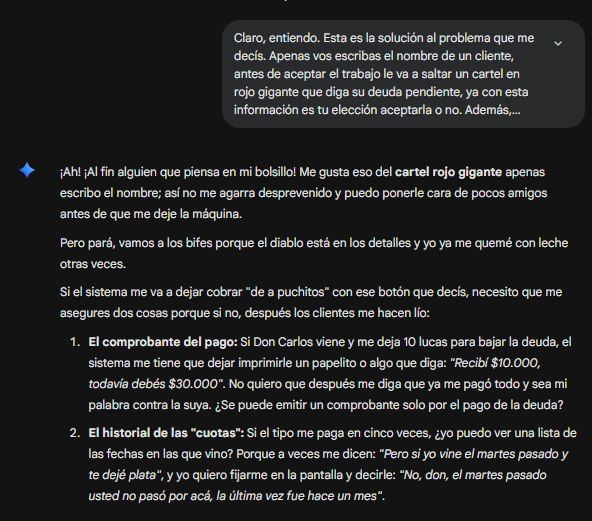 Claro, entiendo. Esta es la solución al problema que me
decís. Apenas vos escribas el nombre de un cliente,
antes de aceptar el trabajo le va a saltar un cartel en
rojo gigante que diga su deuda pendiente, ya con esta
información es tu elección aceptarla o no. Además,...
¡Ah! ¡Al fin alguien que piensa en mi bolsillo! Me gusta eso del cartel rojo gigante apenas
escribo el nombre; así no me agarra desprevenido y puedo ponerle cara de pocos amigos
antes de que me deje la máquina.
Pero pará, vamos a los bifes porque el diablo está en los detalles y yo ya me quemé con leche
otras veces.
Si el sistema me va a dejar cobrar "de a puchitos" con ese botón que decís, necesito que me
asegures dos cosas porque si no, después los clientes me hacen lío:
1. El comprobante del pago: Si Don Carlos viene y me deja 10 lucas para bajar la deuda, el
sistema me tiene que dejar imprimirle un papelito o algo que diga: "Recibí $10.000,
todavía debés $30.000". No quiero que después me diga que ya me pagó todo y sea mi
palabra contra la suya. ¿Se puede emitir un comprobante solo por el pago de la deuda?
2. El historial de las "cuotas": Si el tipo me paga en cinco veces, ¿yo puedo ver una lista de
las fechas en las que vino? Porque a veces me dicen: "Pero si yo vine el martes pasado y
te dejé plata", y yo quiero fijarme en la pantalla y decirle: "No, don, el martes pasado
usted no pasó por acá, la última vez fue hace un mes".